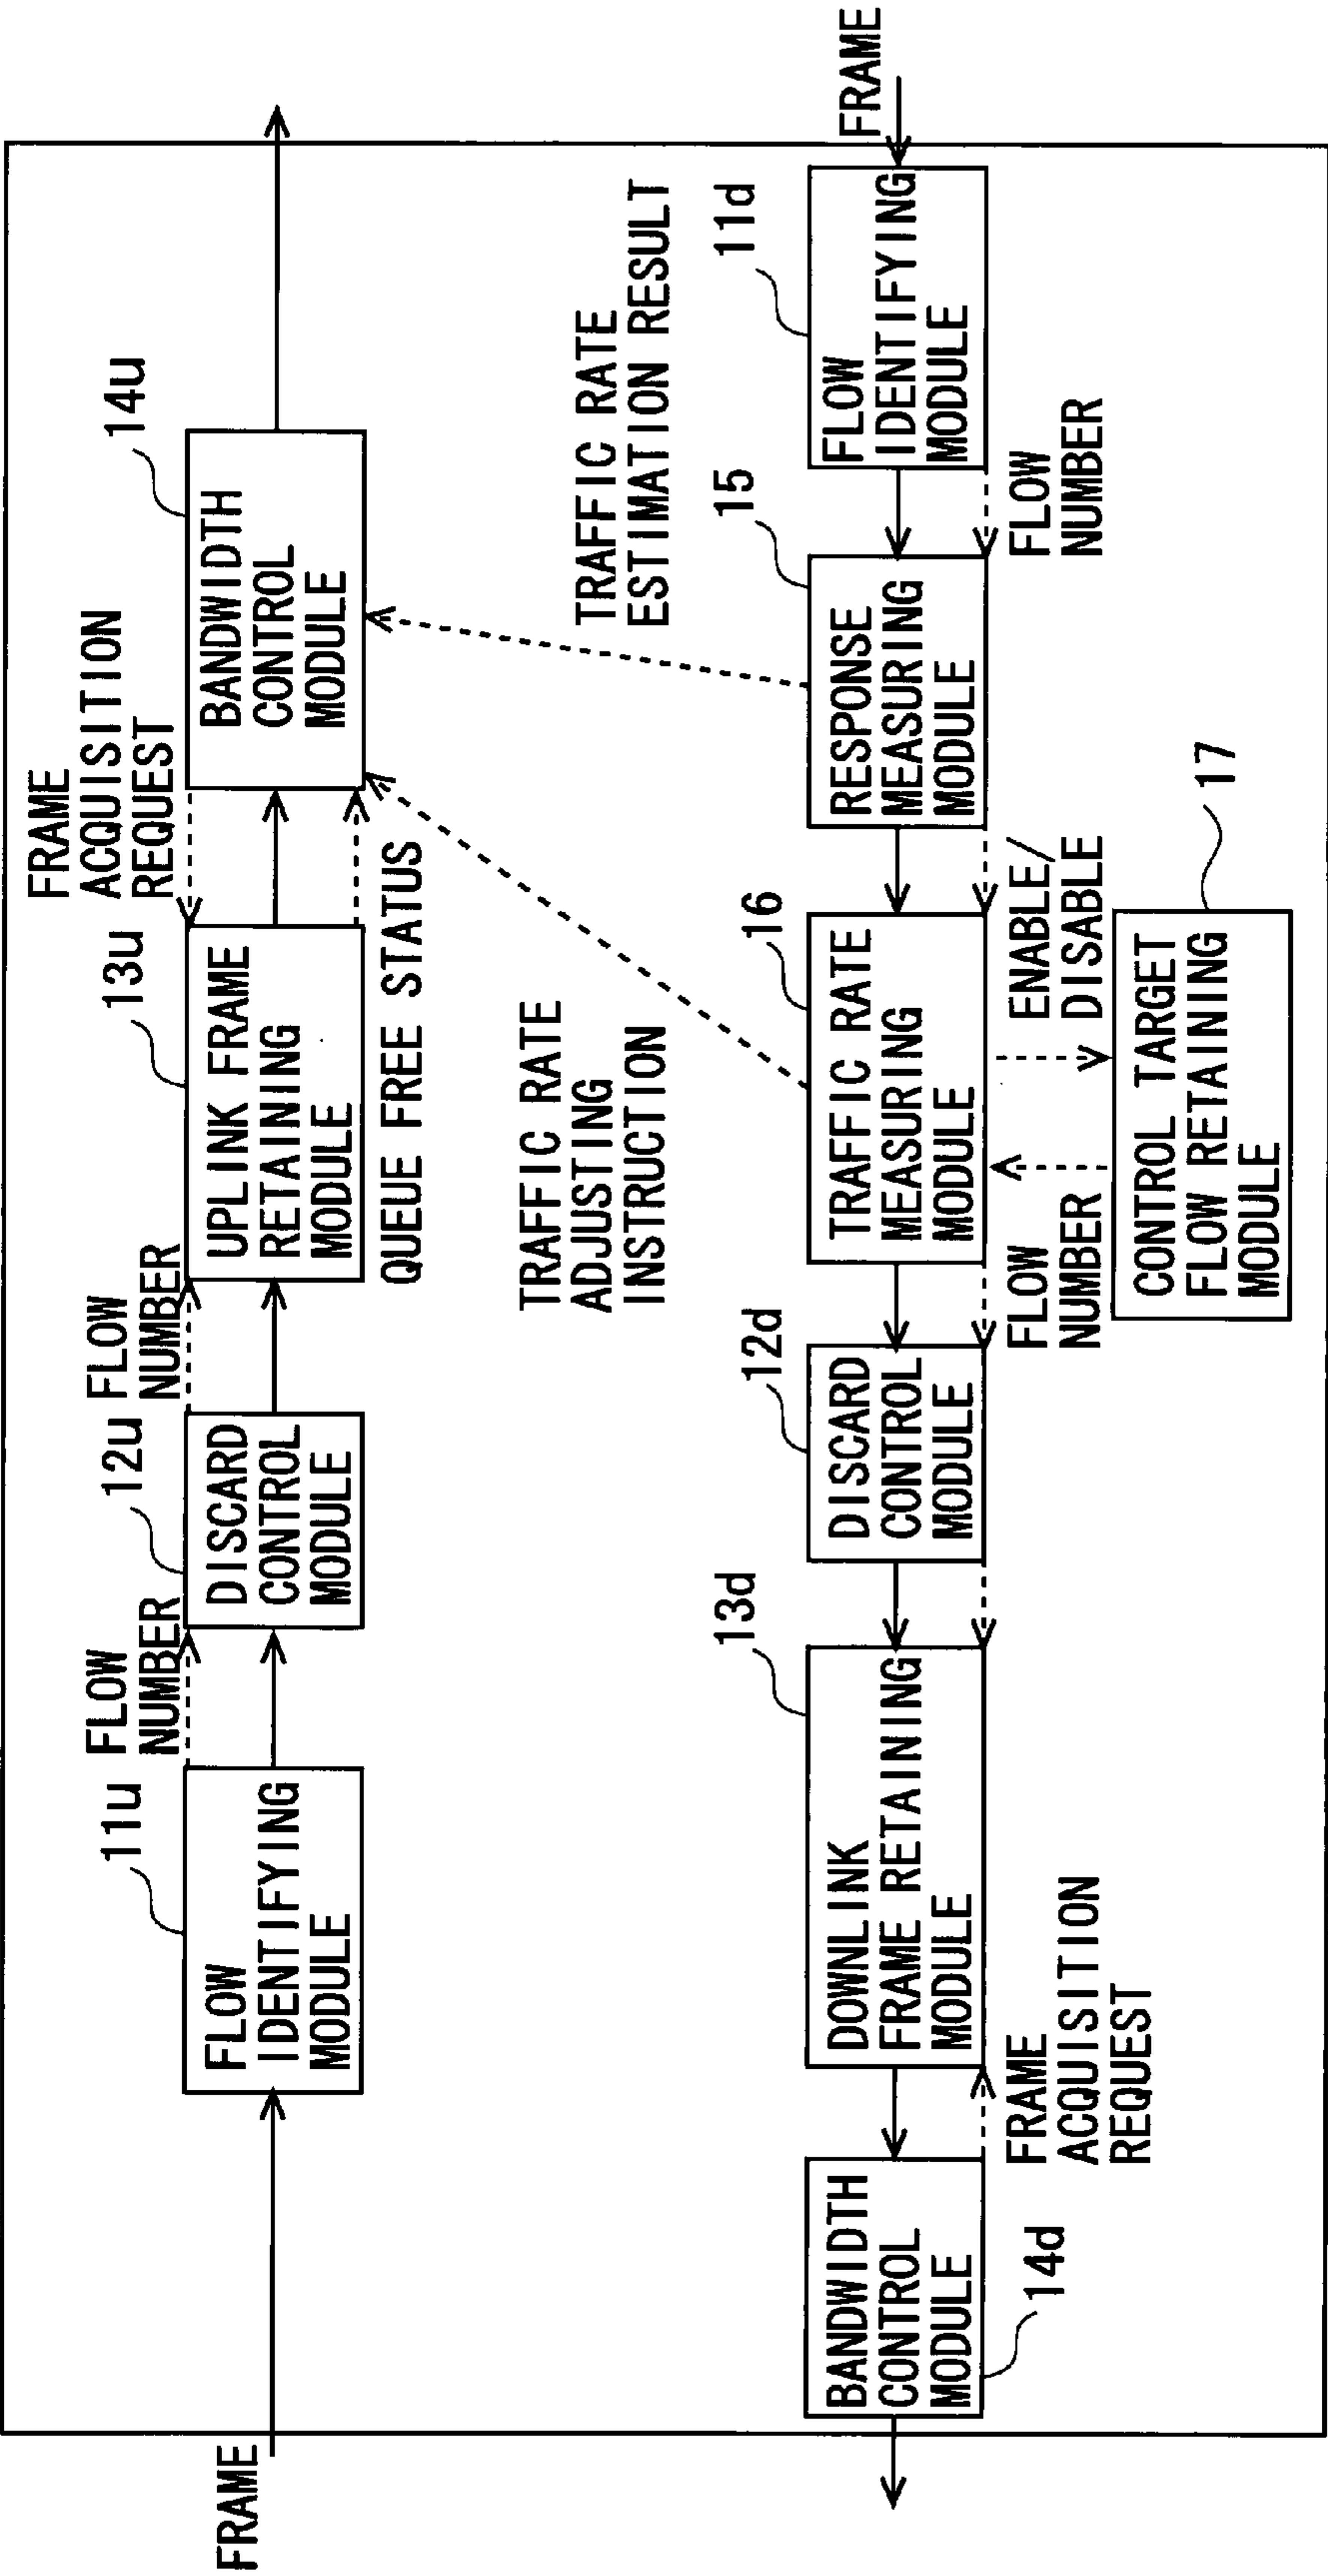 FRAME
11u
FLOW
IDENTIFYING
MODULE
FLOW
NUMBER
12u
DISCARD
CONTROL
MODULE
FLOW
NUMBER
13u
UPLINK FRAME
RETAINING
MODULE
QUEUE FREE STATUS
FRAME
ACQUISITION
REQUEST
14u
BANDWIDTH
CONTROL
MODULE
TRAFFIC RATE
ADJUSTING
INSTRUCTION
TRAFFIC RATE
ESTIMATION RESULT
BANDWIDTH
CONTROL
MODULE
14d
FRAME
ACQUISITION
REQUEST
13d
DOWNLINK
FRAME RETAINING
MODULE
12d
DISCARD
CONTROL
MODULE
FLOW
NUMBER
16
TRAFFIC RATE
MEASURING
MODULE
ENABLE/
DISABLE
CONTROL TARGET
FLOW RETAINING
MODULE
17
15
RESPONSE
MEASURING
MODULE
FLOW
NUMBER
11d
FLOW
IDENTIFYING
MODULE
FRAME